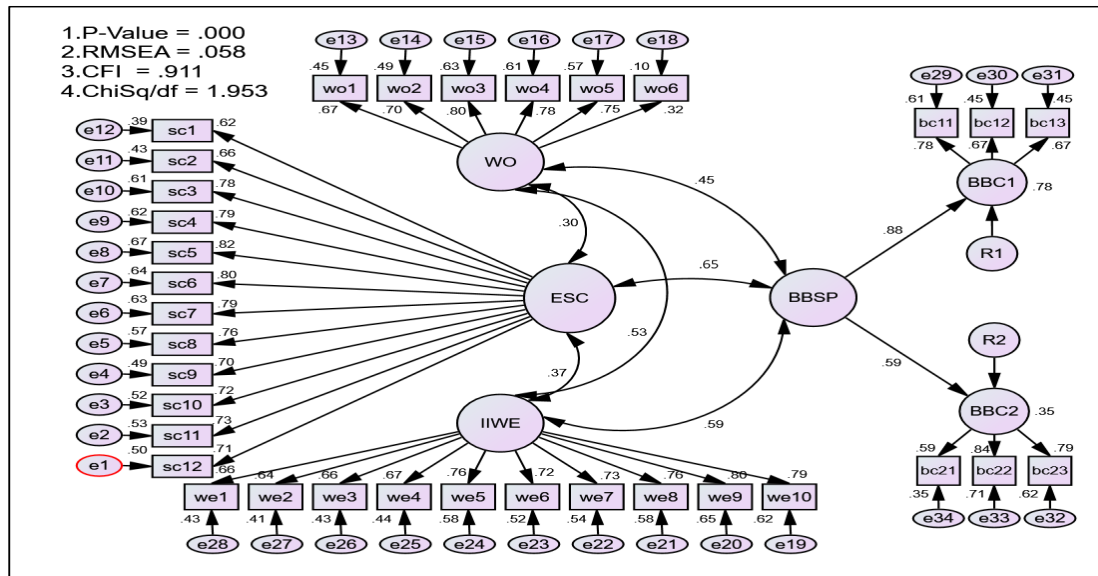 1.P-Value = .000
2.RMSEA = .058
3.CFI = .911
4.ChiSq/df = 1.953
e13 e14 e15 e16 e17 e18
.45 .49 .63 .61 .57 .10
wo1 wo2 wo3 wo4 wo5 wo6
.67 .70 .80 .78 .75 .32
WO
e29 e30 e31
.61 .45 .45
bc11 bc12 bc13
.78 .67 .67
BBC1
.78
R1
e12 .39 sc1 .62
e11 .43 sc2 .66
e10 .61 sc3 .78
e9 .62 sc4 .79
e8 .67 sc5 .82
e7 .64 sc6 .80
e6 .63 sc7 .79
e5 .57 sc8 .76
e4 .49 sc9 .70
e3 .52 sc10 .72
e2 .53 sc11 .73
e1 .50 sc12 .71
.45
.30
.88
.65
ESC
BBSP
.53
.37
.59
.59
R2
IIWE
BBC2
.35
.59 .84 .79
bc21 bc22 bc23
.35 .71 .62
e34 e33 e32
.66 .64 .66 .67 .76 .72 .73 .76 .80 .79
we1 we2 we3 we4 we5 we6 we7 we8 we9 we10
.43 .41 .43 .44 .58 .52 .54 .58 .65 .62
e28 e27 e26 e25 e24 e23 e22 e21 e20 e19